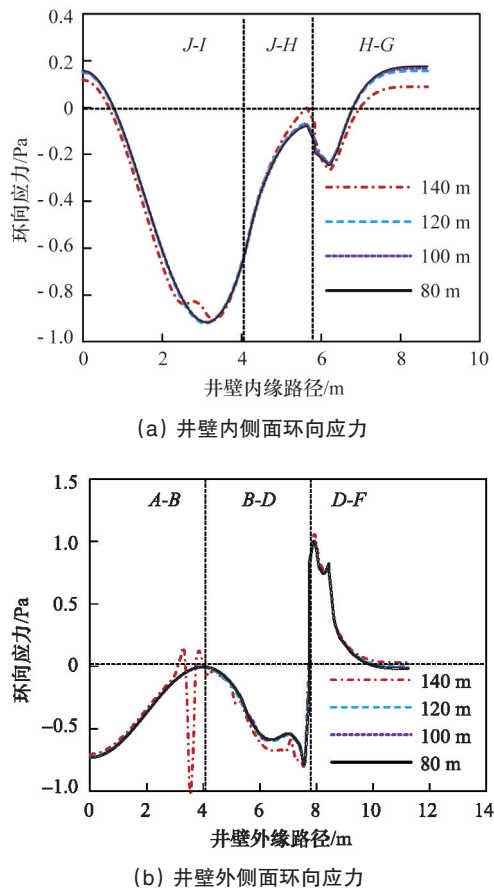 0.4
J-I J-H H-G
0.2
0
- 0.2
- 0.4
- 0.6
- 0.8
- 1.0
环向应力/Pa
140 m
120 m
100 m
80 m
0 2 4 6 8 10
井壁内缘路径/m
(a) 井壁内侧面环向应力
1.5
A-B B-D D-F
1.0
0.5
0
−0.5
−1.0
环向应力/Pa
140 m
120 m
100 m
80 m
0 2 4 6 8 10 12 14
井壁外缘路径/m
(b) 井壁外侧面环向应力